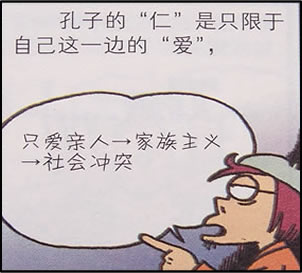 孔子的“仁”是只限于
自己这一边的“爱”，
只爱亲人→家族主义
→社会冲突